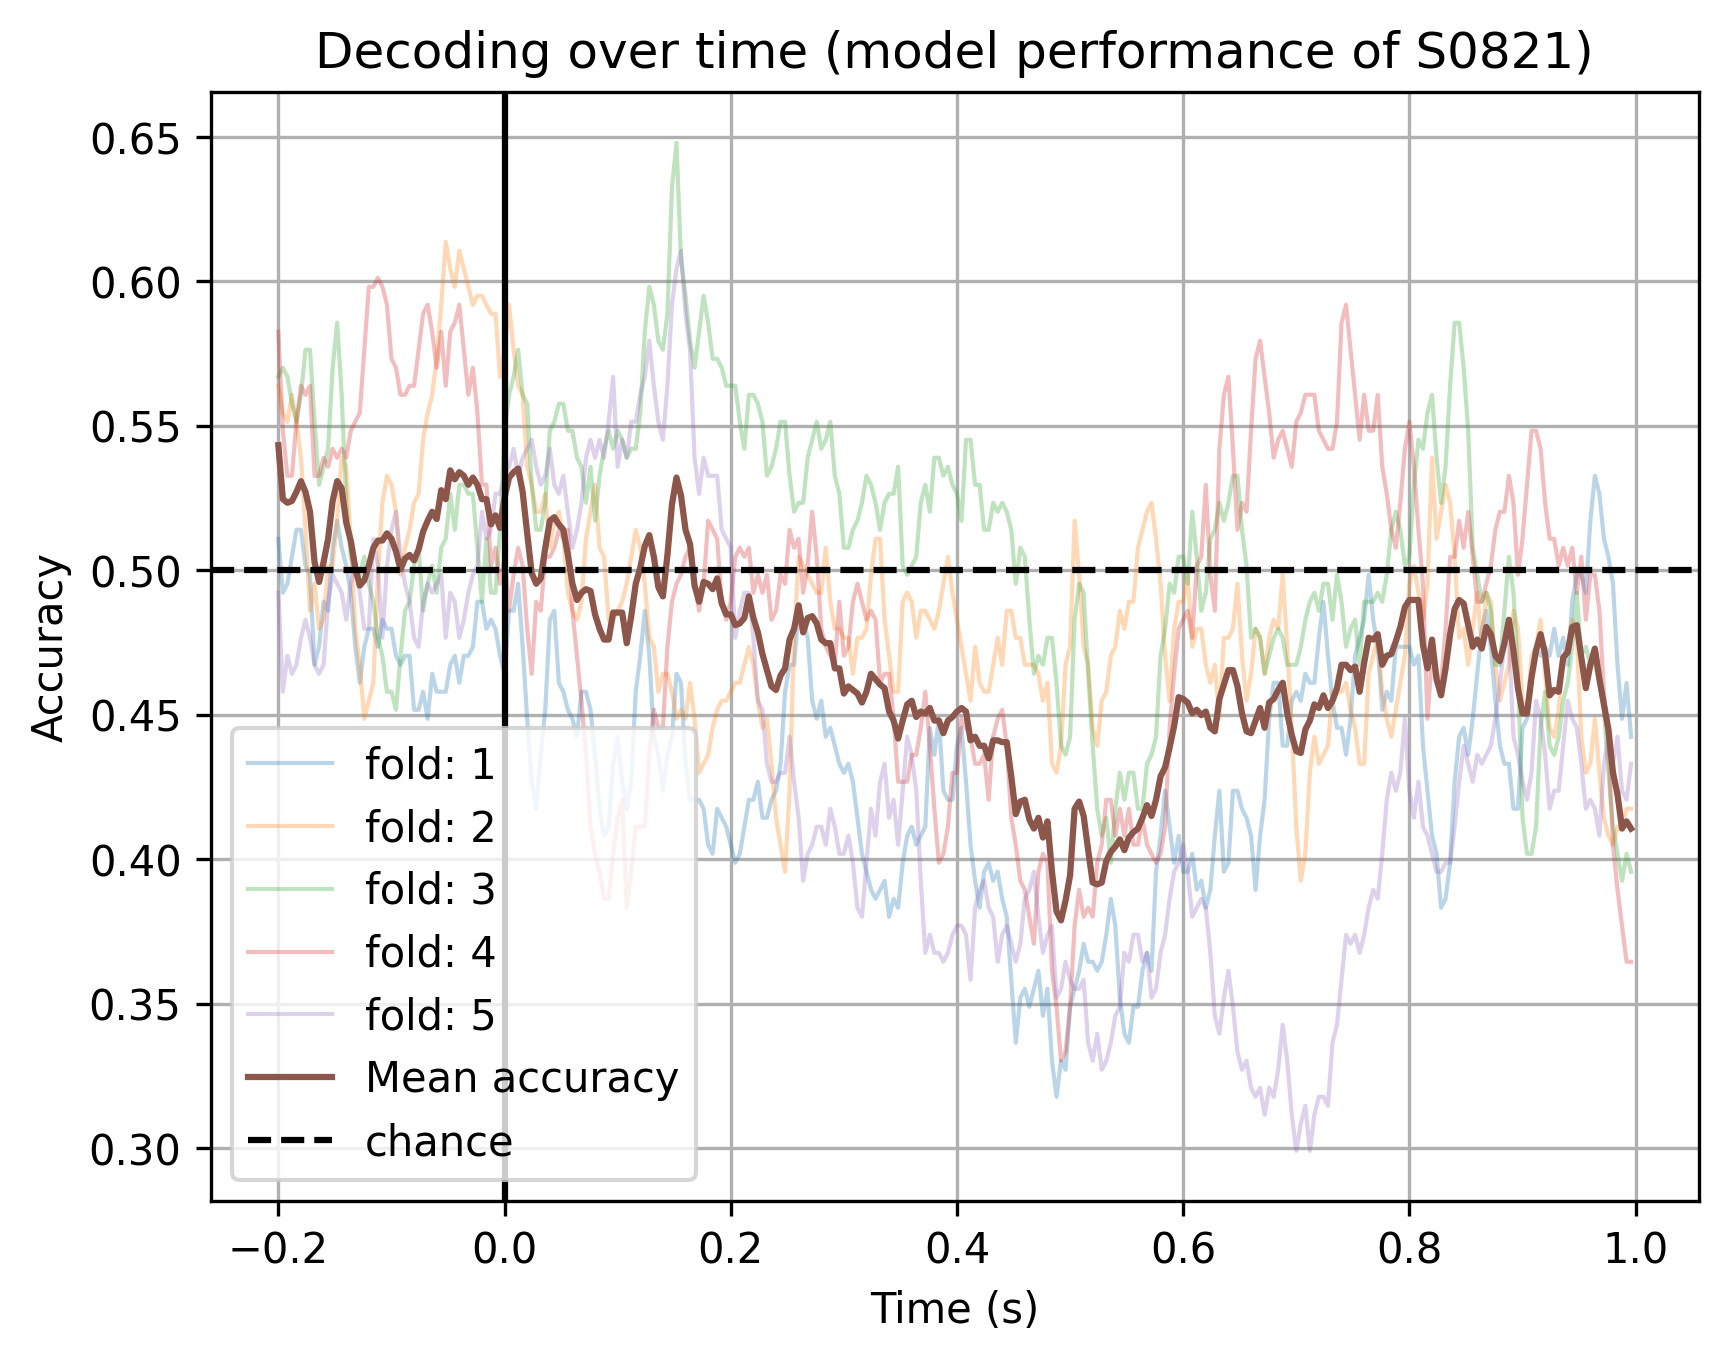 Decoding over time (model performance of S0821)
Accuracy
0.65
0.60
0.55
0.50
0.45
0.40
0.35
0.30
fold: 1
fold: 2
fold: 3
fold: 4
fold: 5
Mean accuracy
chance
−0.2 0.0 0.2 0.4 0.6 0.8 1.0
Time (s)